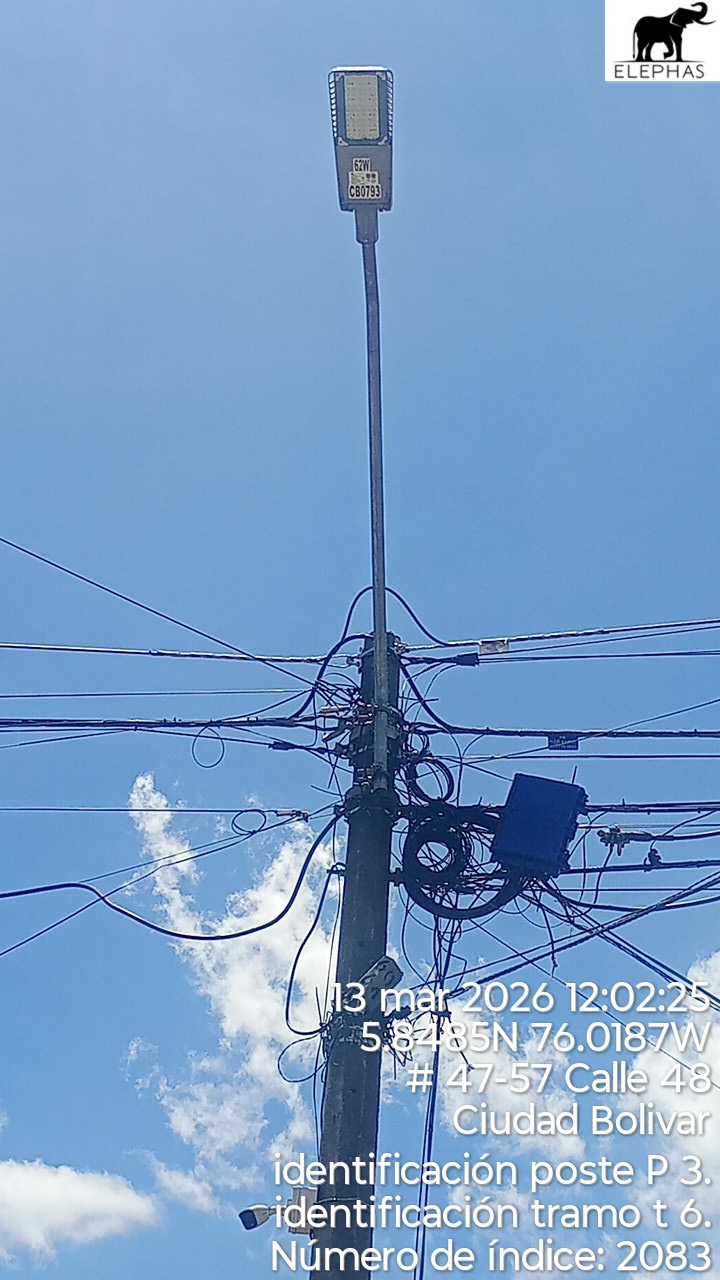 ELEPHAS
62W
CB0793
13 mar 2026 12:02:25
5.8485N 76.0187W
# 47-57 Calle 48
Ciudad Bolivar
identificación poste P 3.
identificación tramo t 6.
Número de índice: 2083